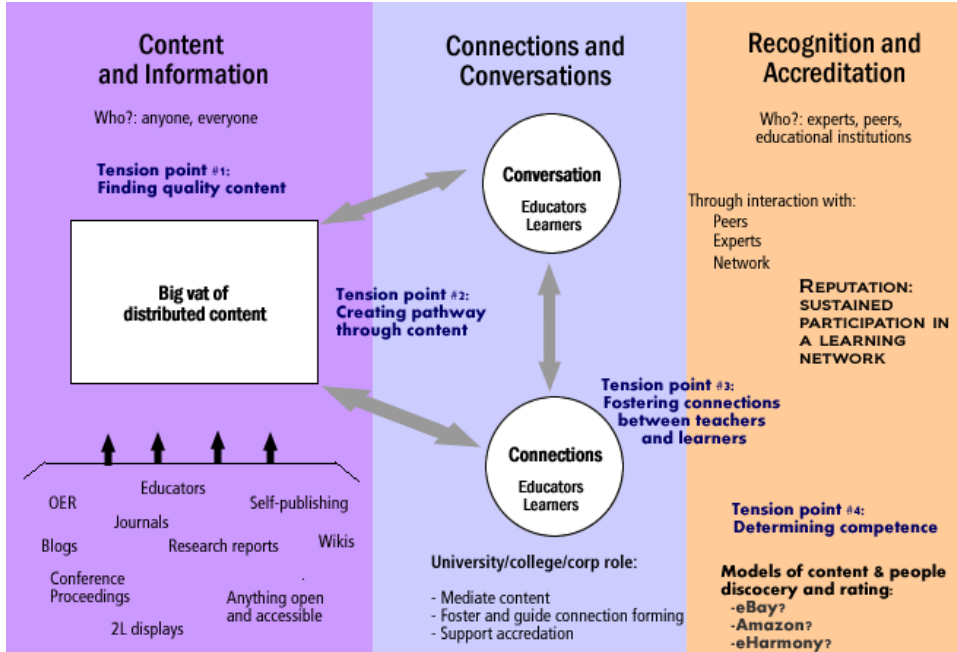 Content
and Information
Who?: anyone, everyone
Tension point #1:
Finding quality content
Big vat of
distributed content
Educators
OER
Self-publishing
Journals
Blogs
Research reports
Wikis
Conference
Proceedings
Anything open
and accessible
2L displays
Connections and
Conversations
Conversation
Educators
Learners
Tension point #2:
Creating pathway
through content
Tension point #3:
Fostering connections
between teachers
and learners
Connections
Educators
Learners
University/college/corp role:
- Mediate content
- Foster and guide connection forming
- Support accredation
Recognition and
Accreditation
Who?: experts, peers,
educational institutions
Through interaction with:
Peers
Experts
Network
REPUTATION:
SUSTAINED
PARTICIPATION IN
A LEARNING
NETWORK
Tension point #4:
Determining competence
Models of content & people
discocery and rating:
-eBay?
-Amazon?
-eHarmony?